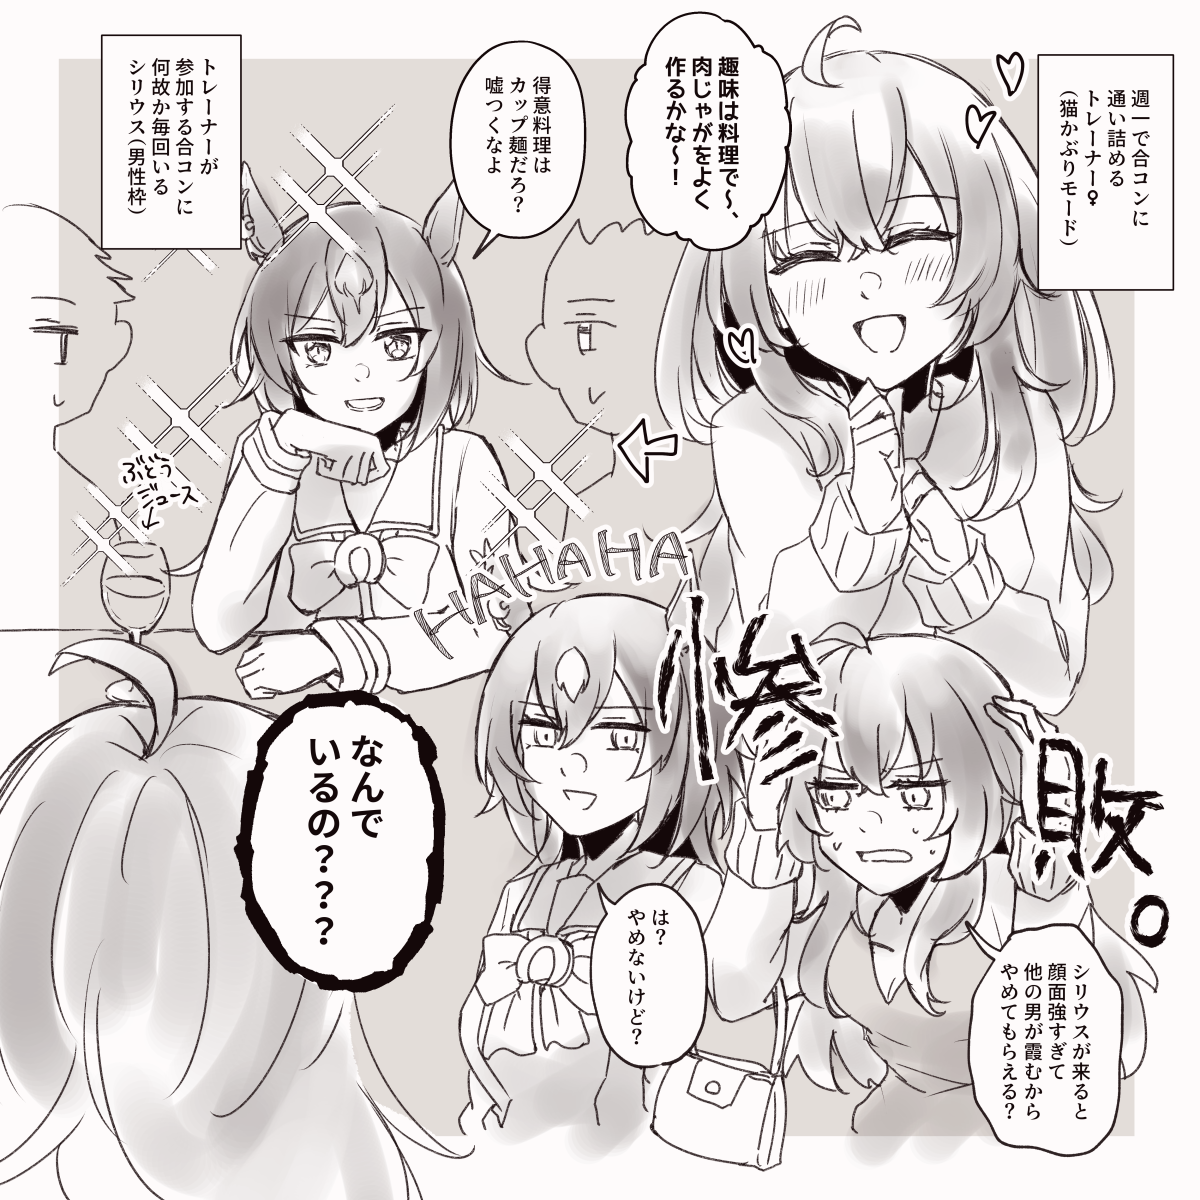 週一で合コンに
通い詰める
トレーナー♀
(猫かぶりモード)
趣味は料理で〜、
肉じゃがをよく
作るかな〜！
得意料理は
カップ麺だろ？
嘘つくなよ
トレーナーが
参加する合コンに
何故か毎回いる
シリウス(男性枠)
ぶどう
ジュース
なんで
いるの？？？
HAHAHAHA
惨敗。
シリウスが来ると
顔面強すぎて
他の男が霞むから
やめてもらえる？
は？
やめないけど？